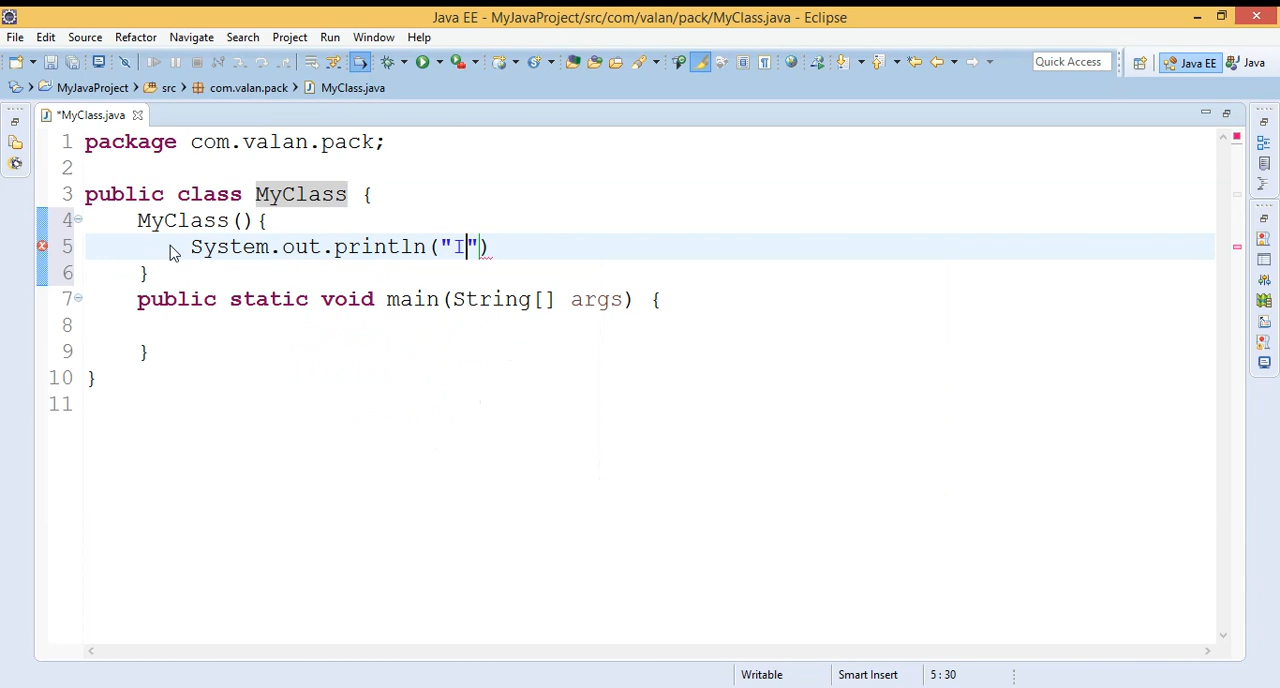 Java EE - MyJavaProject/src/com/valan/pack/MyClass.java - Eclipse
File Edit Source Refactor Navigate Search Project Run Window Help
Quick Access Java EE Java
MyJavaProject src com.valan.pack MyClass.java
*MyClass.java
1 package com.valan.pack;
2
3 public class MyClass {
4 MyClass(){
5 System.out.println("I")
6 }
7 public static void main(String[] args) {
8
9 }
10 }
11
Writable Smart Insert 5 : 30